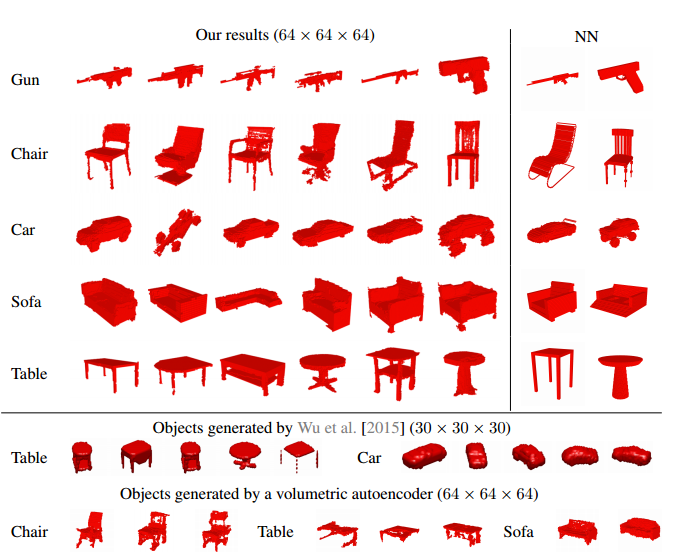 Our results (64 × 64 × 64) NN
Gun
Chair
Car
Sofa
Table
Objects generated by Wu et al. [2015] (30 × 30 × 30)
Table Car
Objects generated by a volumetric autoencoder (64 × 64 × 64)
Chair Table Sofa